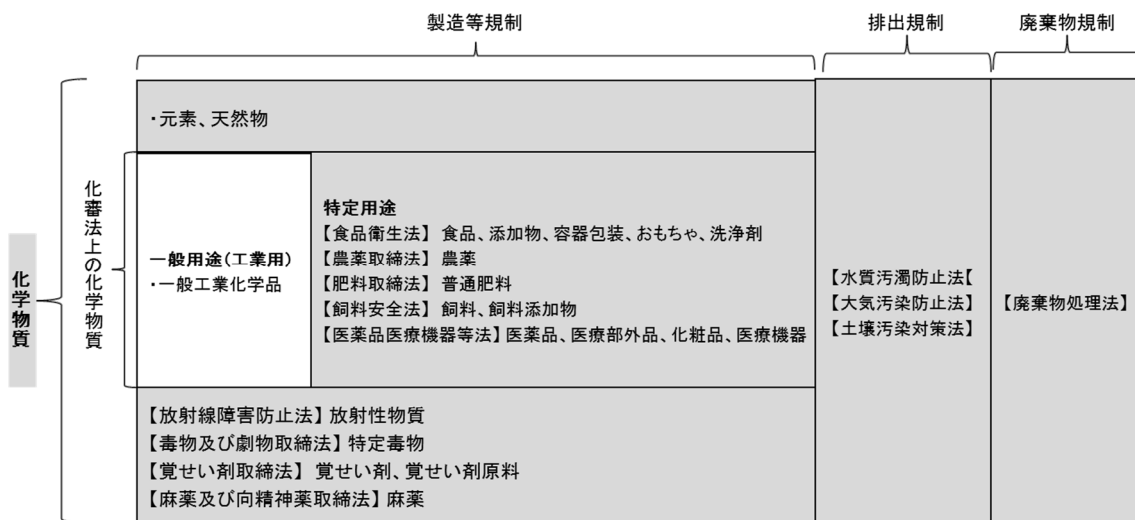 製造等規制
排出規制
廃棄物規制
化学物質
化審法上の化学物質
・元素、天然物
一般用途(工業用)
・一般工業化学品
特定用途
【食品衛生法】 食品、添加物、容器包装、おもちゃ、洗浄剤
【農薬取締法】 農薬
【肥料取締法】 普通肥料
【飼料安全法】 飼料、飼料添加物
【医薬品医療機器等法】医薬品、医療部外品、化粧品、医療機器
【放射線障害防止法】放射性物質
【毒物及び劇物取締法】特定毒物
【覚せい剤取締法】 覚せい剤、覚せい剤原料
【麻薬及び向精神薬取締法】麻薬
【水質汚濁防止法【
【大気汚染防止法】
【土壌汚染対策法】
【廃棄物処理法】